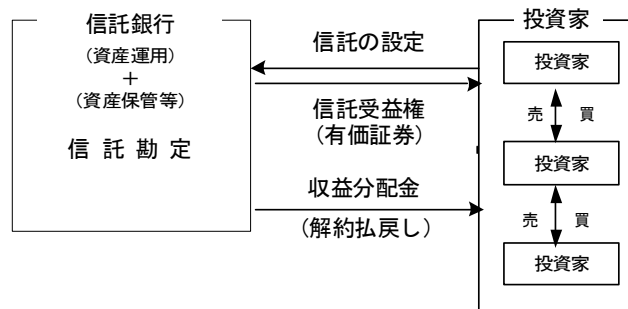 信託銀行
(資産運用)
＋
(資産保管等)
信 託 勘 定
信託の設定
信託受益権
(有価証券)
収益分配金
(解約払戻し)
投資家
投資家
売 買
投資家
売 買
投資家